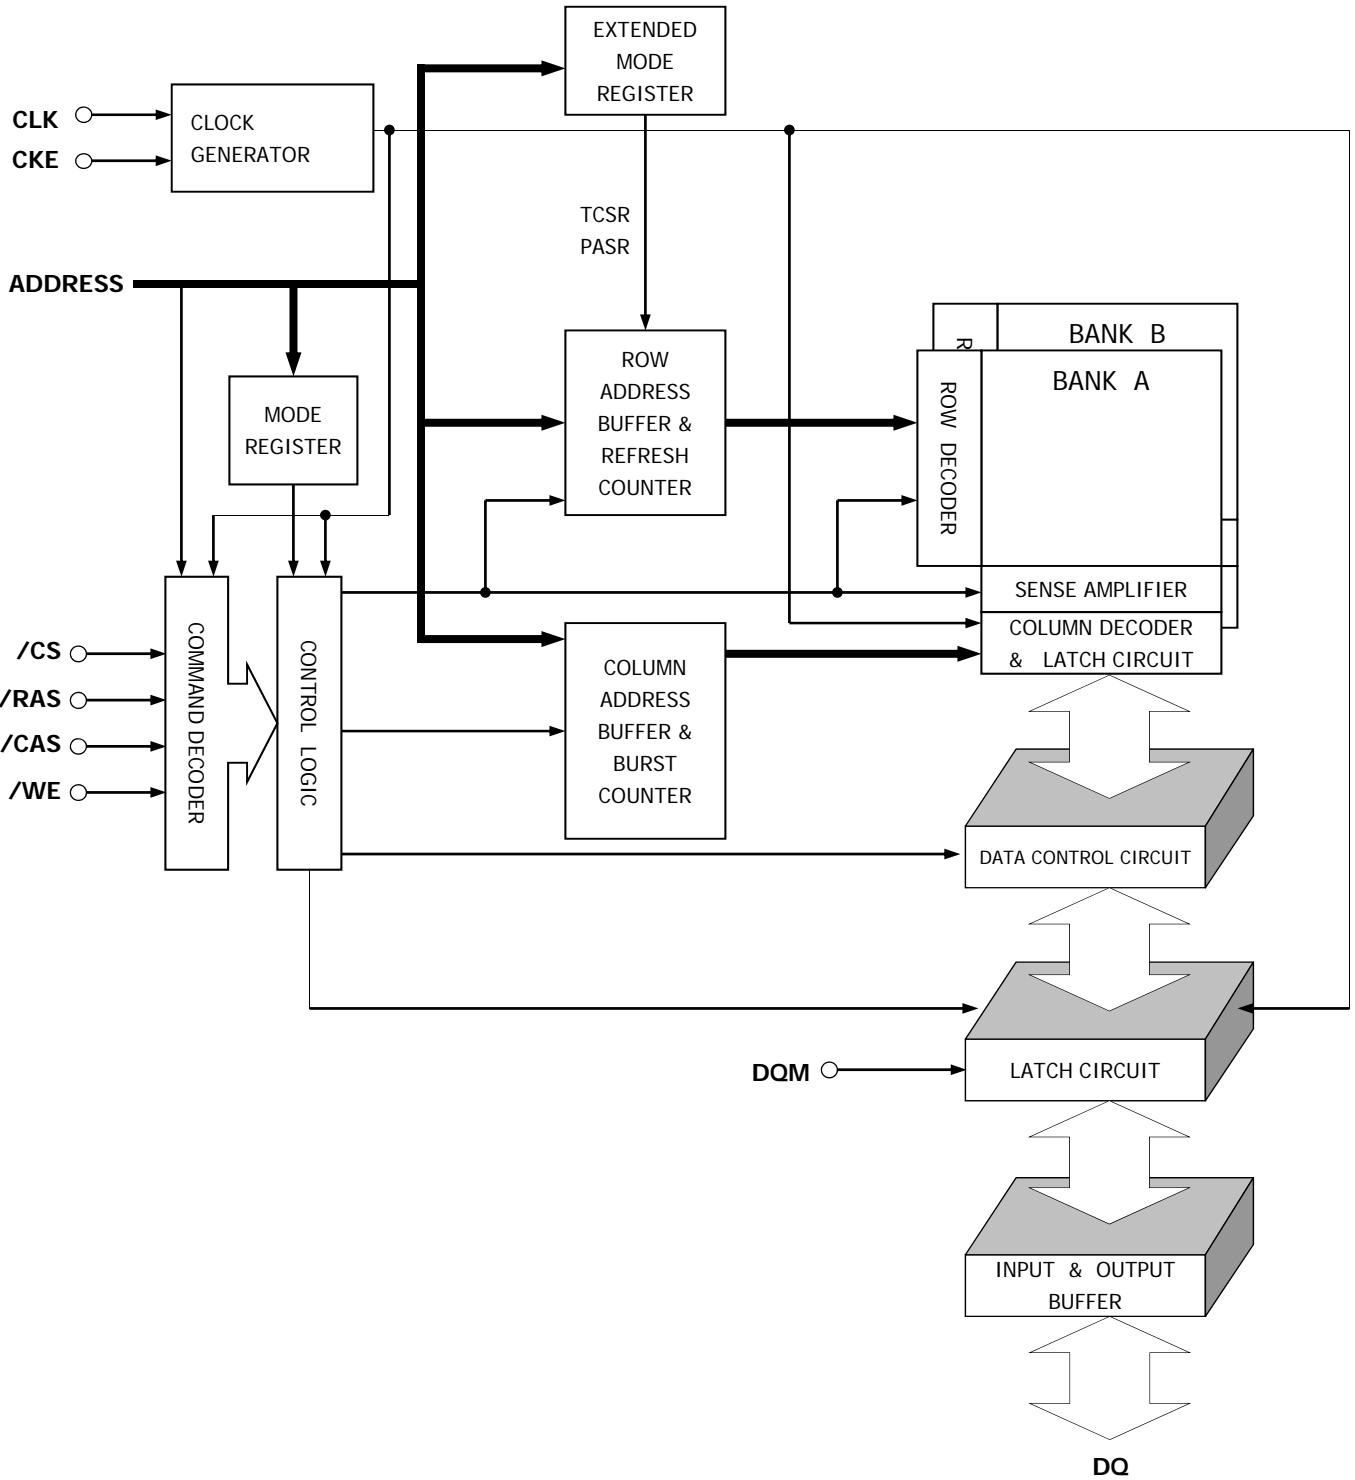 EXTENDED
MODE
REGISTER
CLK
CKE
CLOCK
GENERATOR
TCSR
PASR
ADDRESS
MODE
REGISTER
ROW
ADDRESS
BUFFER &
REFRESH
COUNTER
R
BANK B
BANK A
ROW DECODER
SENSE AMPLIFIER
COLUMN DECODER
& LATCH CIRCUIT
/CS
/RAS
/CAS
/WE
COMMAND DECODER
CONTROL LOGIC
COLUMN
ADDRESS
BUFFER &
BURST
COUNTER
DATA CONTROL CIRCUIT
DQM
LATCH CIRCUIT
INPUT & OUTPUT
BUFFER
DQ